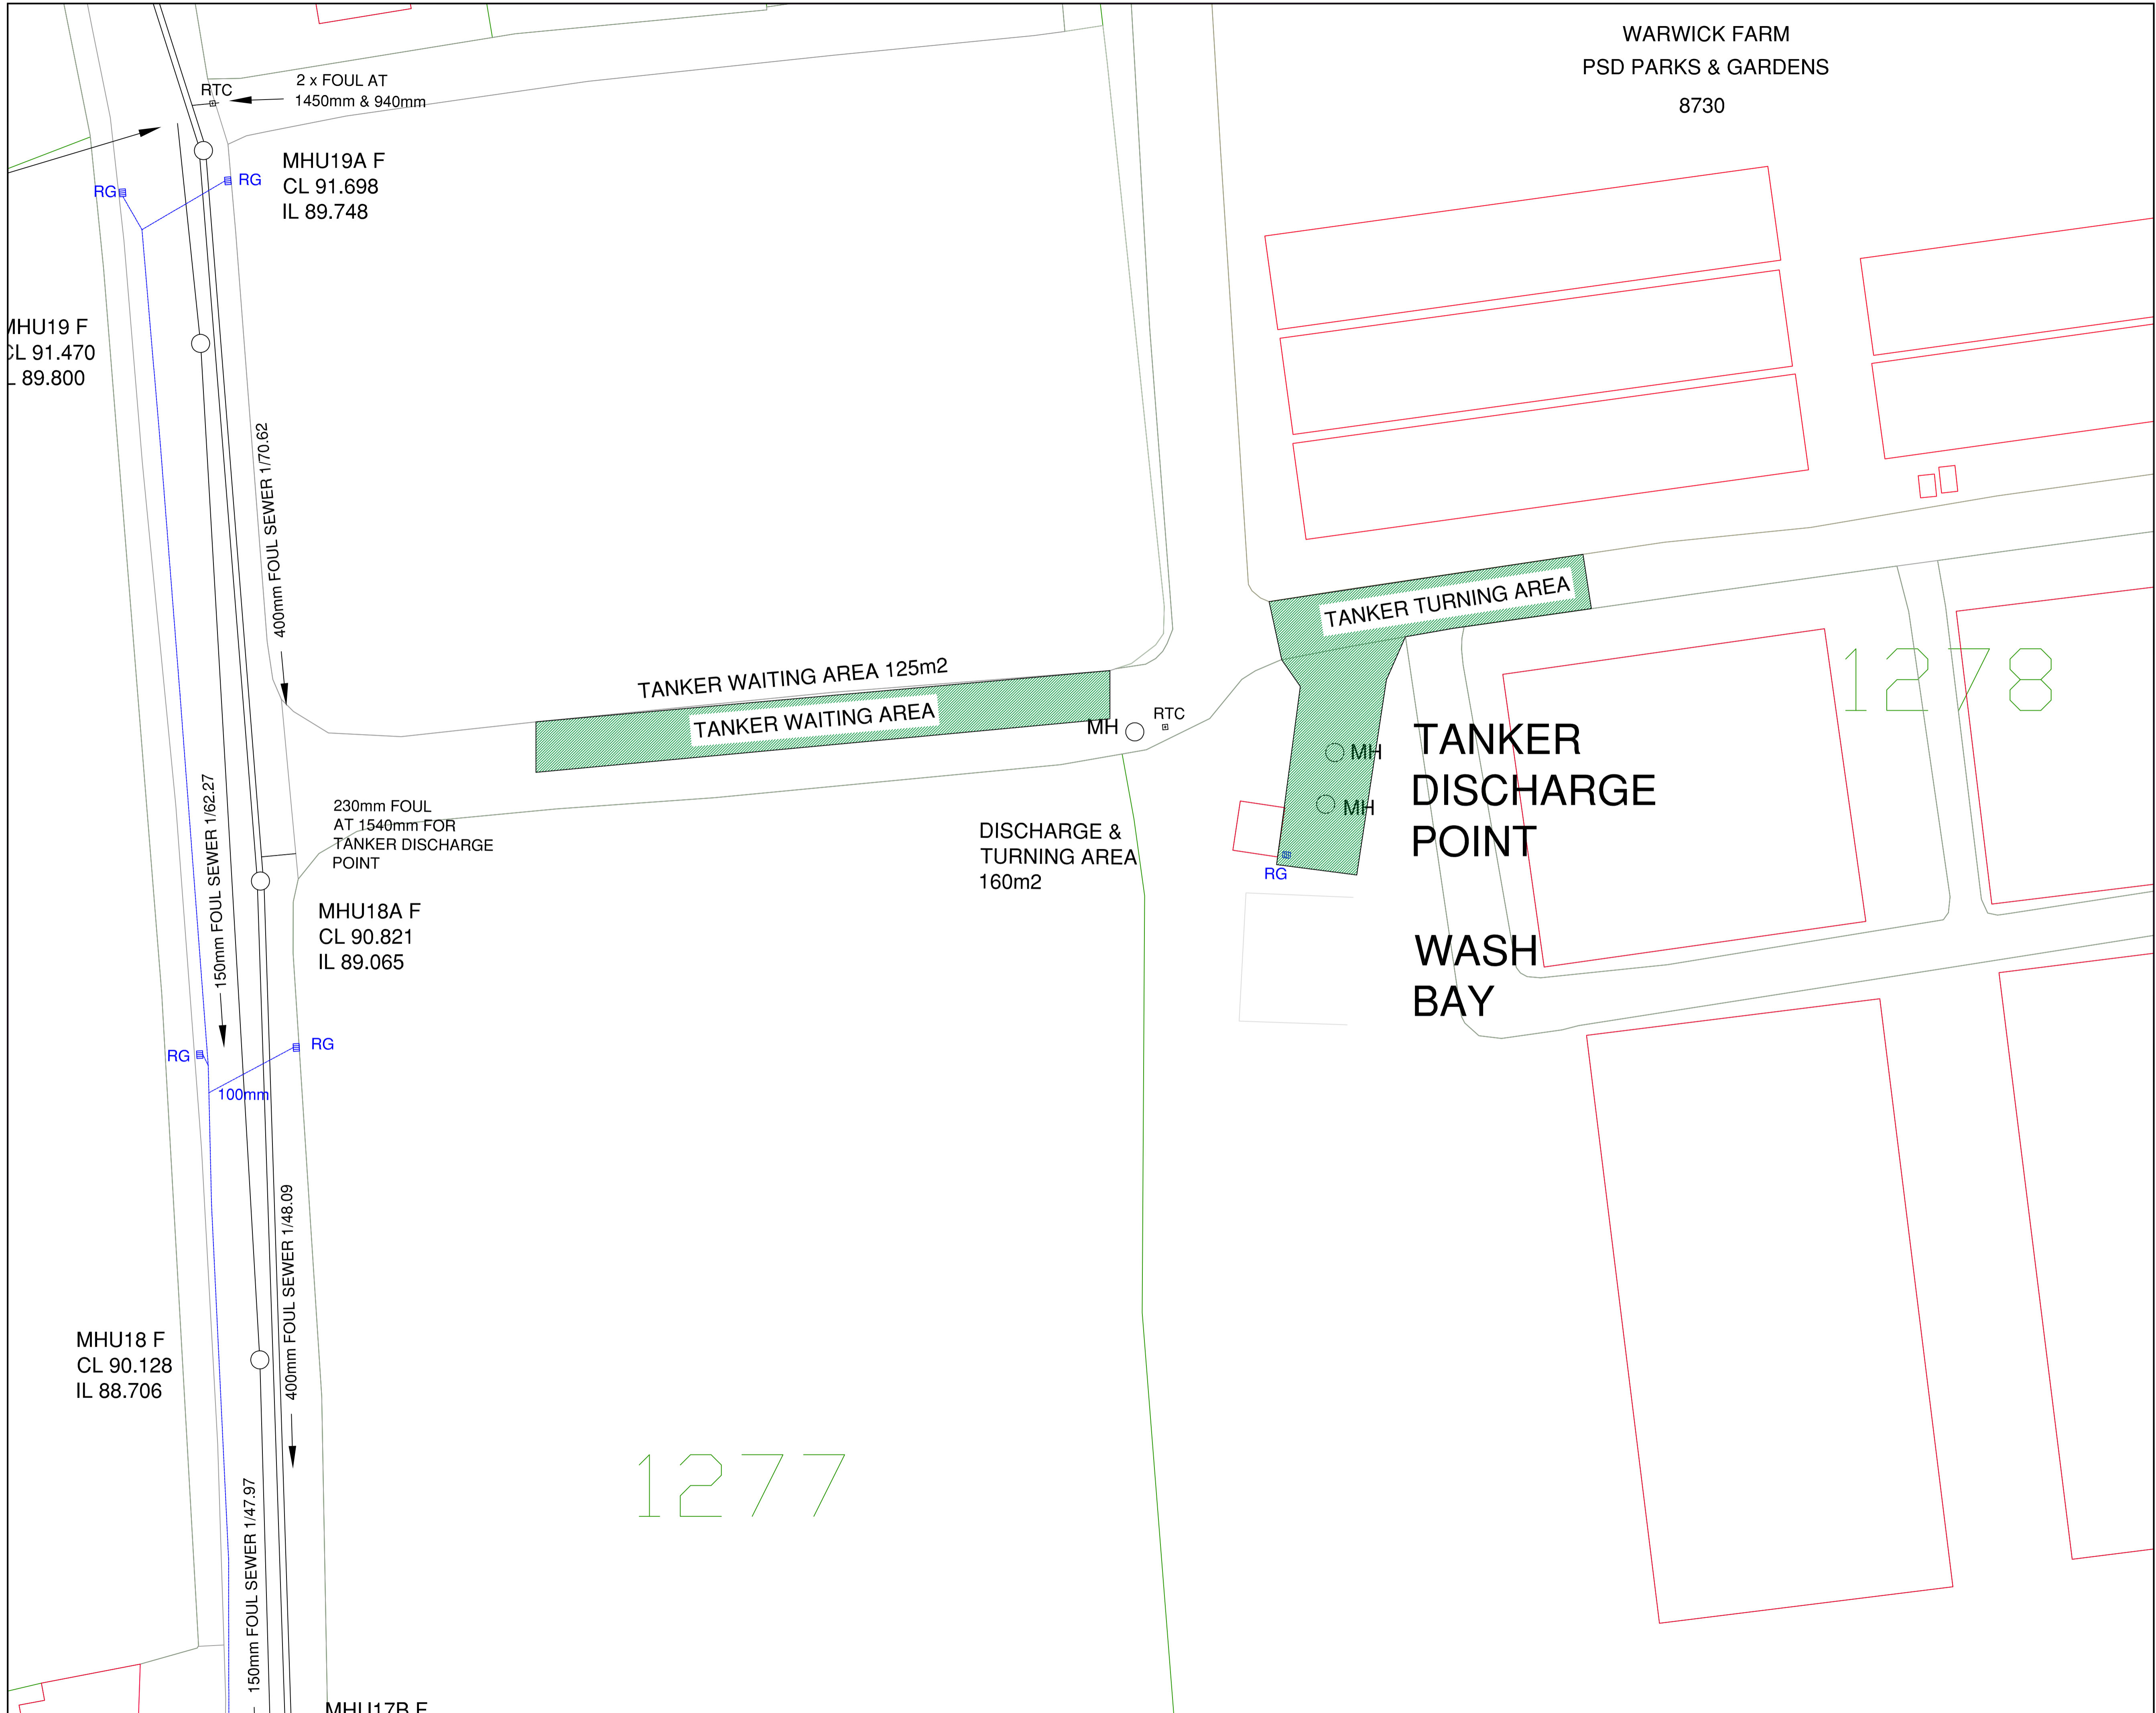 WARWICK FARM
PSD PARKS & GARDENS
8730
2 x FOUL AT
1450mm & 940mm
RTC
MHU19A F
CL 91.698
IL 89.748
RG
RG
MHU19 F
CL 91.470
L 89.800
400mm FOUL SEWER 1/70.62
TANKER TURNING AREA
TANKER WAITING AREA 125m2
TANKER WAITING AREA
MH
RTC
1278
MH
MH
TANKER
DISCHARGE
POINT
150mm FOUL SEWER 1/62.27
230mm FOUL
AT 1540mm FOR
TANKER DISCHARGE
POINT
DISCHARGE &
TURNING AREA
160m2
RG
MHU18A F
CL 90.821
IL 89.065
WASH
BAY
RG
RG
100mm
400mm FOUL SEWER 1/48.09
MHU18 F
CL 90.128
IL 88.706
1277
150mm FOUL SEWER 1/47.97
MHU17B F